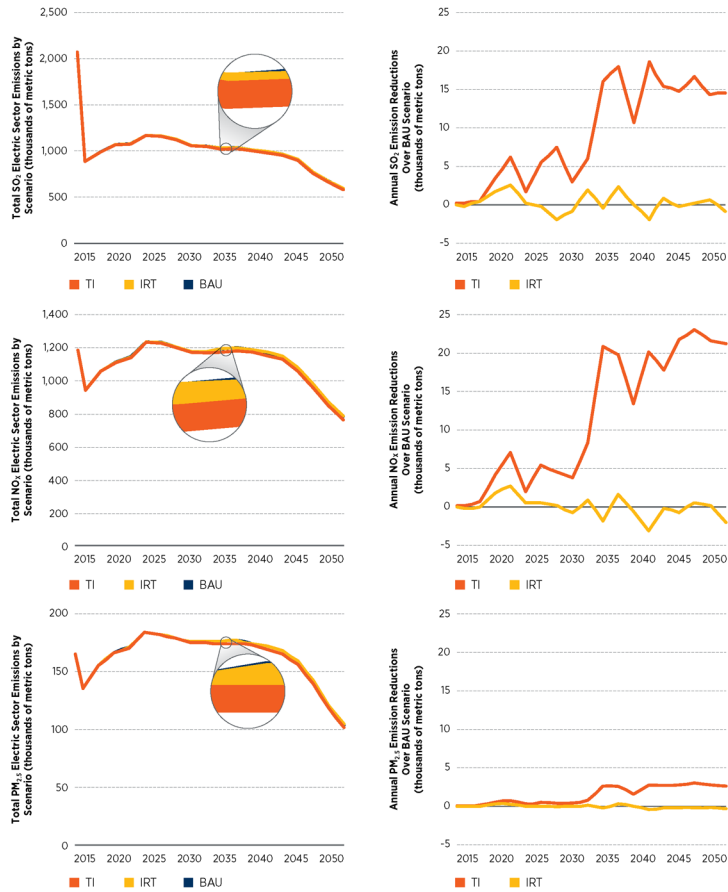 Total SO₂ Electric Sector Emissions by
Scenario (thousands of metric tons)
2,500
2,000
1,500
1,000
500
0
2015 2020 2025 2030 2035 2040 2045 2050
TI IRT BAU
Annual SO₂ Emission Reductions
Over BAU Scenario
(thousands of metric tons)
25
20
15
10
5
0
-5
2015 2020 2025 2030 2035 2040 2045 2050
TI IRT
Total NOₓ Electric Sector Emissions by
Scenario (thousands of metric tons)
1,400
1,200
1,000
800
600
400
200
0
2015 2020 2025 2030 2035 2040 2045 2050
TI IRT BAU
Annual NOₓ Emission Reductions
Over BAU Scenario
(thousands of metric tons)
25
20
15
10
5
0
-5
2015 2020 2025 2030 2035 2040 2045 2050
TI IRT
Total PM₂.₅ Electric Sector Emissions by
Scenario (thousands of metric tons)
200
150
100
50
0
2015 2020 2025 2030 2035 2040 2045 2050
TI IRT BAU
Annual PM₂.₅ Emission Reductions
Over BAU Scenario
(thousands of metric tons)
25
20
15
10
5
0
-5
2015 2020 2025 2030 2035 2040 2045 2050
TI IRT